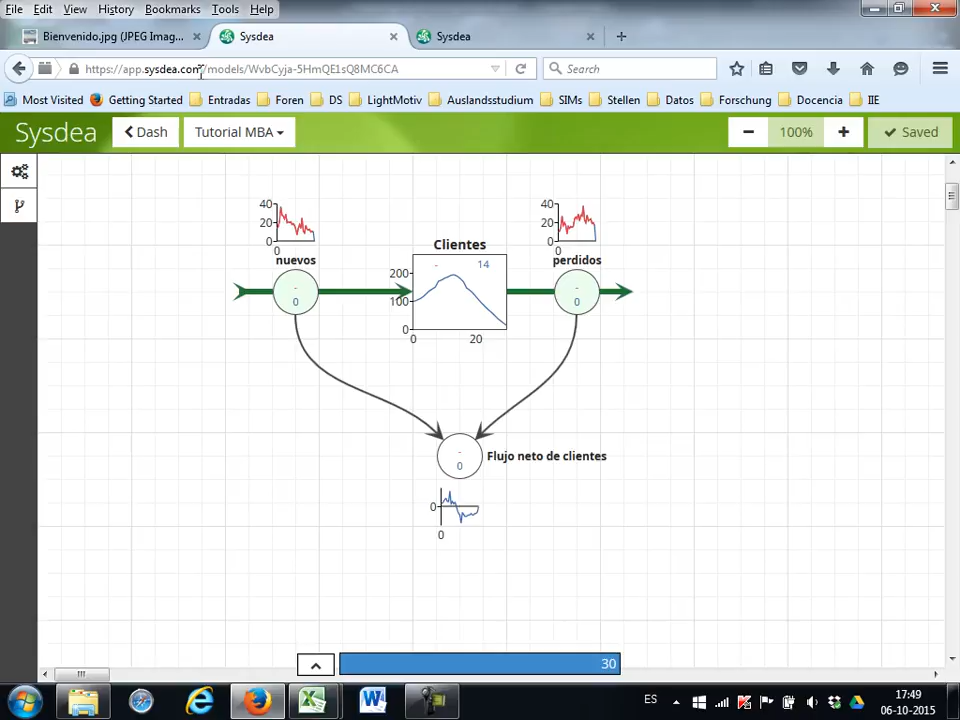 File Edit View History Bookmarks Tools Help
Bienvenido.jpg (JPEG Imag... Sysdea Sysdea
https://app.sysdea.com/models/WvbCyja-5HmQE1sQ8MC6CA Search
Most Visited Getting Started Entradas Foren DS LightMotiv Auslandsstudium SIMs Stellen Datos Forschung Docencia IIE
Sysdea Dash Tutorial MBA 100% Saved
40
20
0
0
nuevos
-
0
Clientes
- 14
200
100
0
0 20
40
20
0
0
perdidos
-
0
-
0
Flujo neto de clientes
0
0
30
ES 17:49
06-10-2015